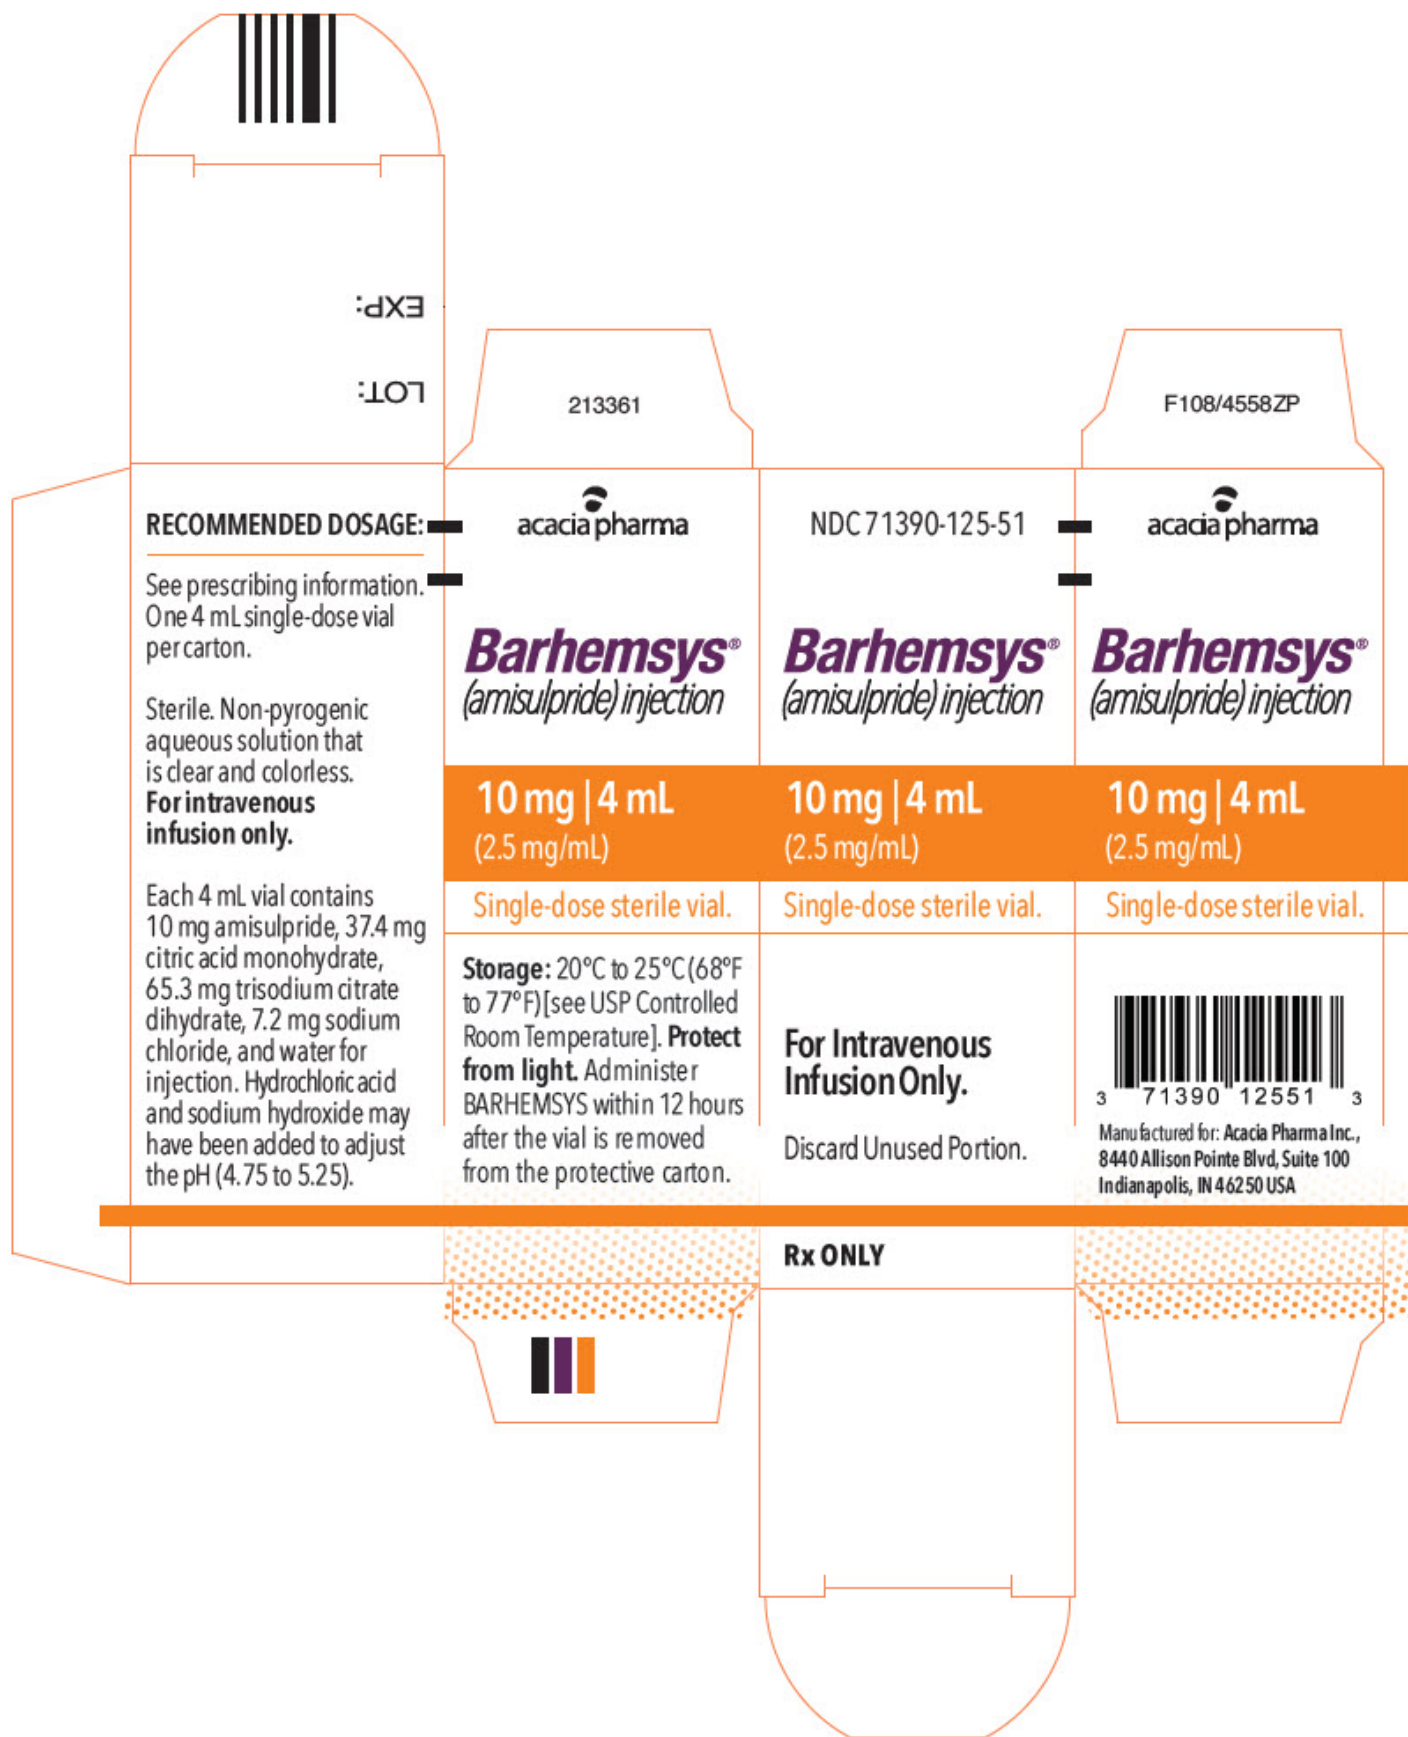 EXP:
LOT:
RECOMMENDED DOSAGE:
See prescribing information.
One 4 mL single-dose vial
per carton.
Sterile. Non-pyrogenic
aqueous solution that
is clear and colorless.
For intravenous
infusion only.
Each 4 mL vial contains
10 mg amisulpride, 37.4 mg
citric acid monohydrate,
65.3 mg trisodium citrate
dihydrate, 7.2 mg sodium
chloride, and water for
injection. Hydrochloric acid
and sodium hydroxide may
have been added to adjust
the pH (4.75 to 5.25).
213361
acacia pharma
Barhemsys®
(amisulpride) injection
10 mg | 4 mL
(2.5 mg/mL)
Single-dose sterile vial.
Storage: 20°C to 25°C (68°F
to 77°F) [see USP Controlled
Room Temperature]. Protect
from light. Administer
BARHEMSYS within 12 hours
after the vial is removed
from the protective carton.
NDC 71390-125-51
Barhemsys®
(amisulpride) injection
10 mg | 4 mL
(2.5 mg/mL)
Single-dose sterile vial.
For Intravenous
Infusion Only.
Discard Unused Portion.
Rx ONLY
F108/4558ZP
acacia pharma
Barhemsys®
(amisulpride) injection
10 mg | 4 mL
(2.5 mg/mL)
Single-dose sterile vial.
3 71390 12551 3
Manufactured for: Acacia Pharma Inc.,
8440 Allison Pointe Blvd, Suite 100
Indianapolis, IN 46250 USA